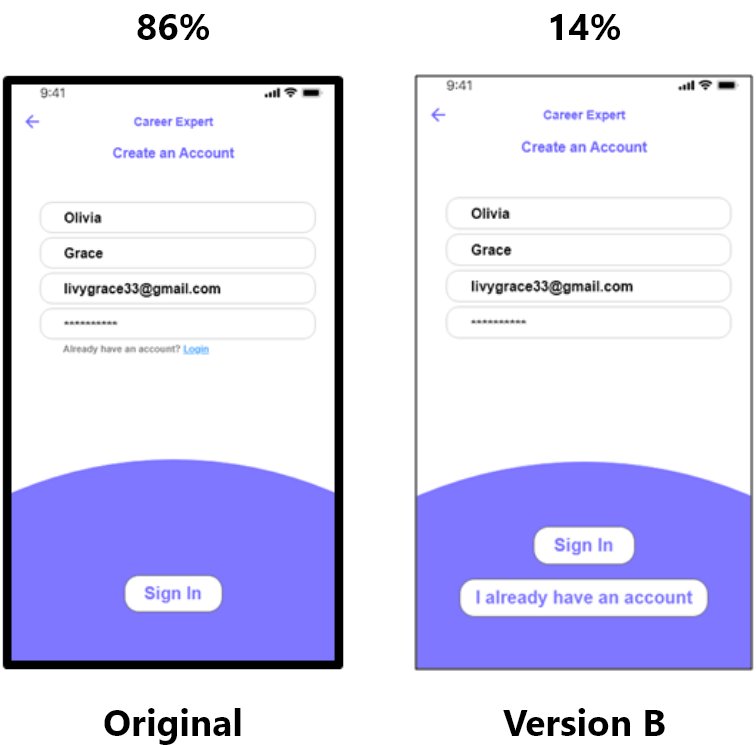 86%
14%
9:41
Career Expert
Create an Account
Olivia
Grace
livygrace33@gmail.com
**********
Already have an account? Login
Sign In
Original
9:41
Career Expert
Create an Account
Olivia
Grace
livygrace33@gmail.com
**********
Sign In
I already have an account
Version B